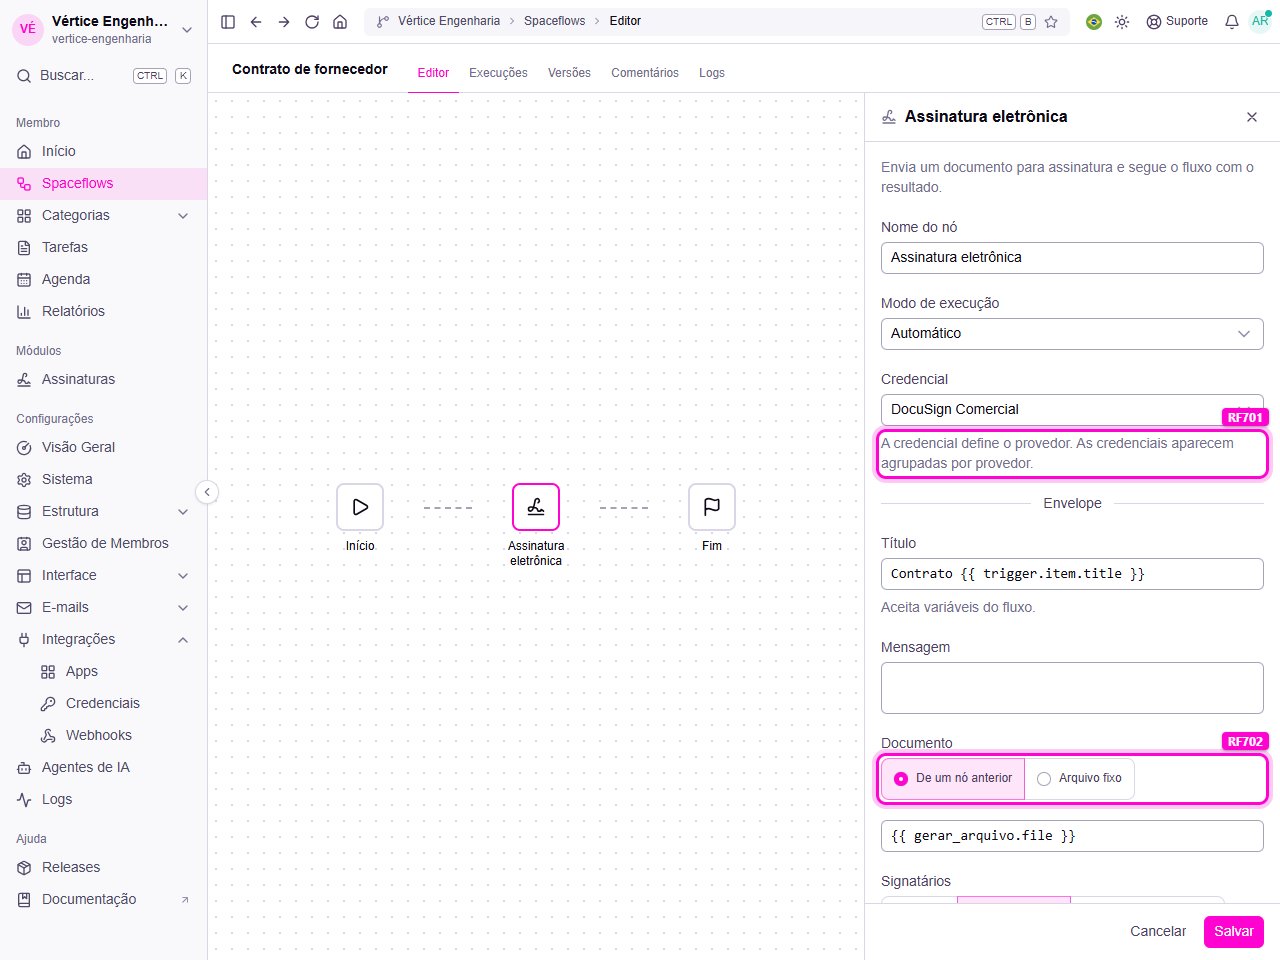 VÉ
Vértice Engenh...
vertice-engenharia
Buscar...
CTRL K
Membro
Início
Spaceflows
Categorias
Tarefas
Agenda
Relatórios
Módulos
Assinaturas
Configurações
Visão Geral
Sistema
Estrutura
Gestão de Membros
Interface
E-mails
Integrações
Apps
Credenciais
Webhooks
Agentes de IA
Logs
Ajuda
Releases
Documentação
Vértice Engenharia
Spaceflows
Editor
CTRL B
Suporte
AR
Contrato de fornecedor
Editor
Execuções
Versões
Comentários
Logs
Início
Assinatura
eletrônica
Fim
Assinatura eletrônica
Envia um documento para assinatura e segue o fluxo com o
resultado.
Nome do nó
Assinatura eletrônica
Modo de execução
Automático
Credencial
DocuSign Comercial
RF701
A credencial define o provedor. As credenciais aparecem
agrupadas por provedor.
Envelope
Título
Contrato {{ trigger.item.title }}
Aceita variáveis do fluxo.
Mensagem
Documento
RF702
De um nó anterior
Arquivo fixo
{{ gerar_arquivo.file }}
Signatários
Cancelar
Salvar